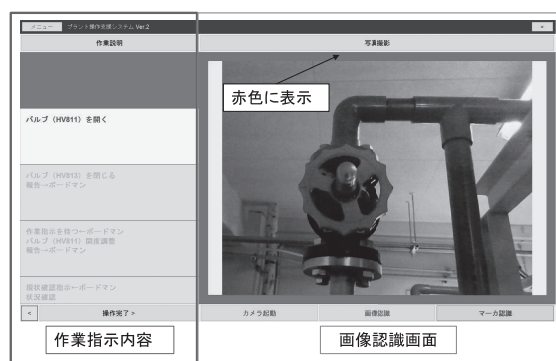 メニュー プラント操作支援システム Ver.2
+
作業説明
写真撮影
赤色に表示
バルブ（HV811）を開く
バルブ（HV813）を閉じる
報告→ボードマン
作業指示を待つ←ボードマン
バルブ（HV811）開度調整
報告→ボードマン
現状確認指示←ボードマン
状況確認
<
操作完了 >
カメラ起動
画像認識
マーカ認識
作業指示内容
画像認識画面